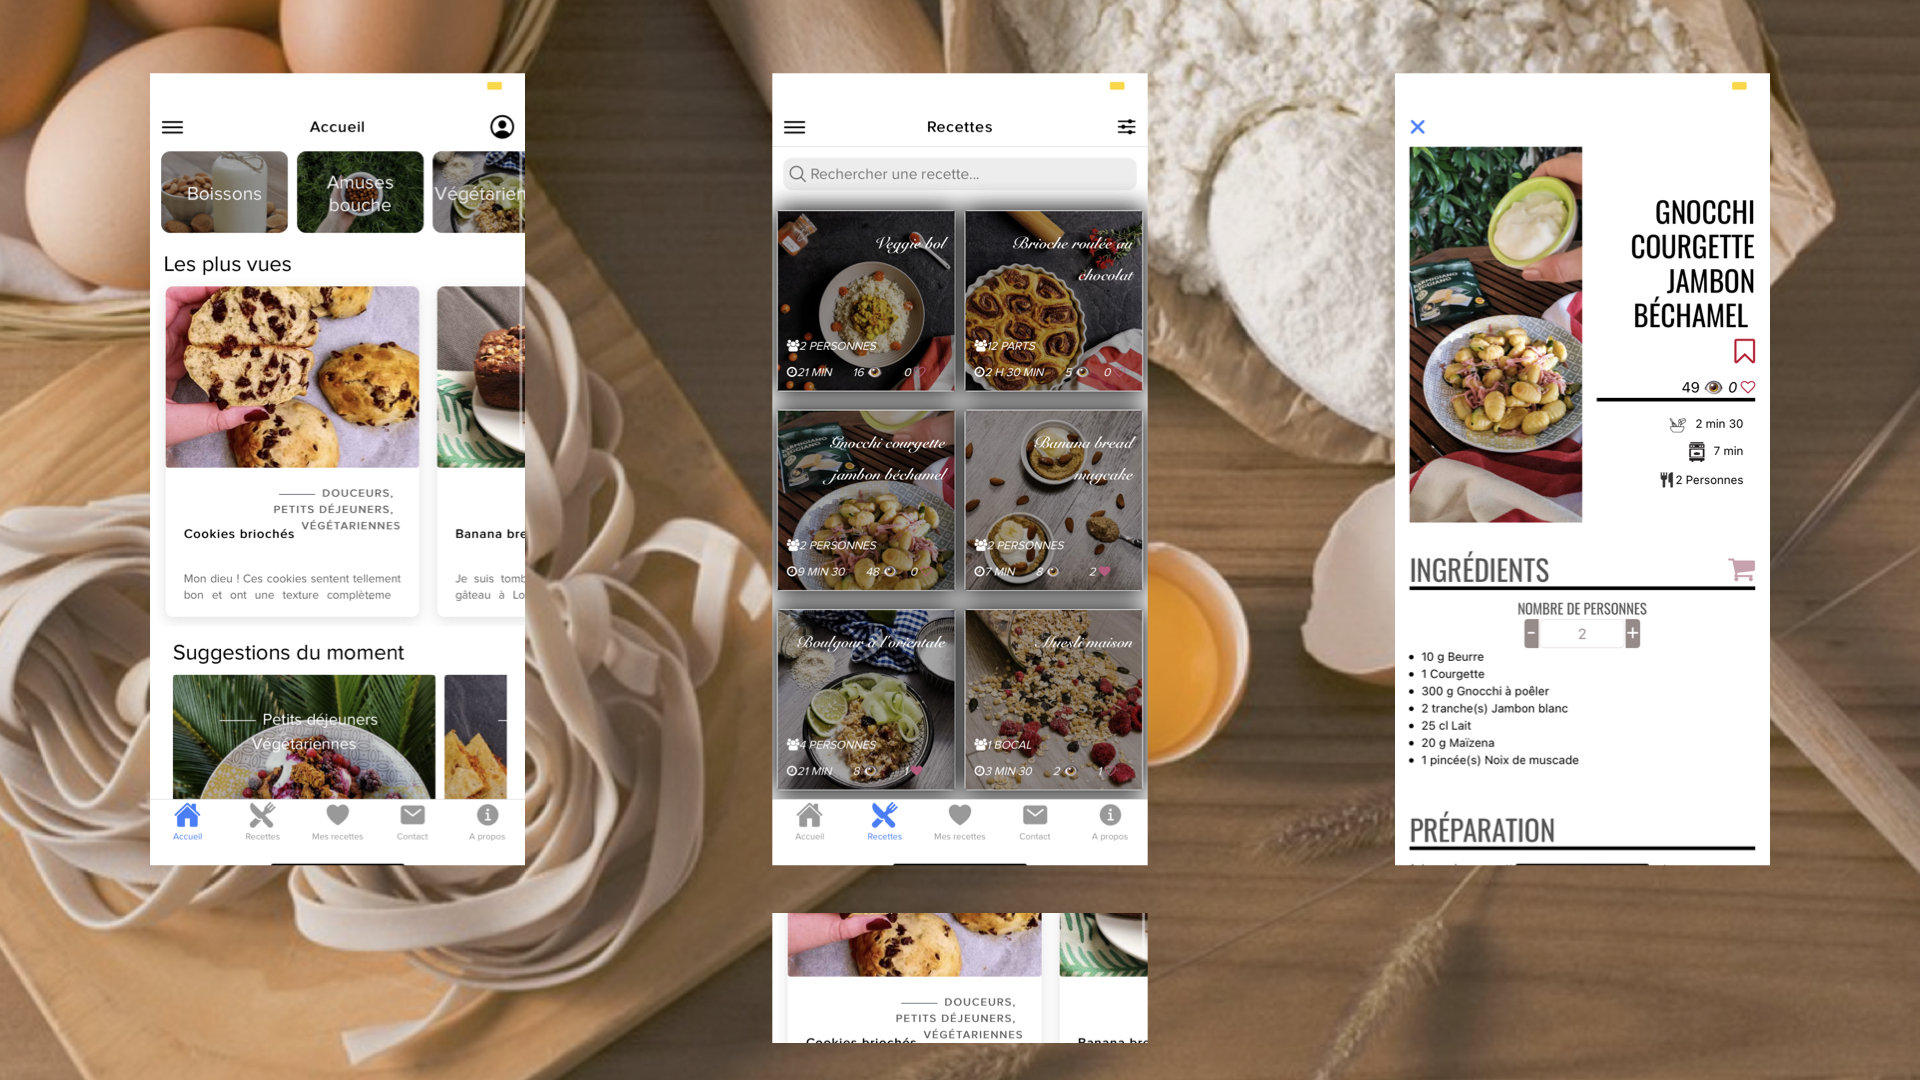 Accueil
Boissons
Amuses
bouche
Végétarien
Les plus vues
DOUCEURS,
PETITS DÉJEUNERS,
VÉGÉTARIENNES
Cookies briochés
Mon dieu ! Ces cookies sentent tellement
bon et ont une texture complèteme
Banana bre
Je suis tomb
gâteau à Lo
Suggestions du moment
Petits déjeuners
Végétariennes
Accueil
Recettes
Mes recettes
Contact
A propos
Recettes
Rechercher une recette...
Veggie bol
2 PERSONNES
21 MIN 16 0
Brioche roulée au
chocolat
12 PARTS
2 H 30 MIN 5 0
Gnocchi courgette
jambon béchamel
2 PERSONNES
9 MIN 30 48 0
Banana bread
mugcake
2 PERSONNES
7 MIN 8 2
Boulgour à l'orientale
4 PERSONNES
21 MIN 8 1
Muesli maison
1 BOCAL
3 MIN 30 2 1
Accueil
Recettes
Mes recettes
Contact
A propos
DOUCEURS,
PETITS DÉJEUNERS,
VÉGÉTARIENNES
Cookies briochés
Banana bre
GNOCCHI
COURGETTE
JAMBON
BÉCHAMEL
49 0
2 min 30
7 min
2 Personnes
INGRÉDIENTS
NOMBRE DE PERSONNES
- 2 +
10 g Beurre
1 Courgette
300 g Gnocchi à poêler
2 tranche(s) Jambon blanc
25 cl Lait
20 g Maïzena
1 pincée(s) Noix de muscade
PRÉPARATION